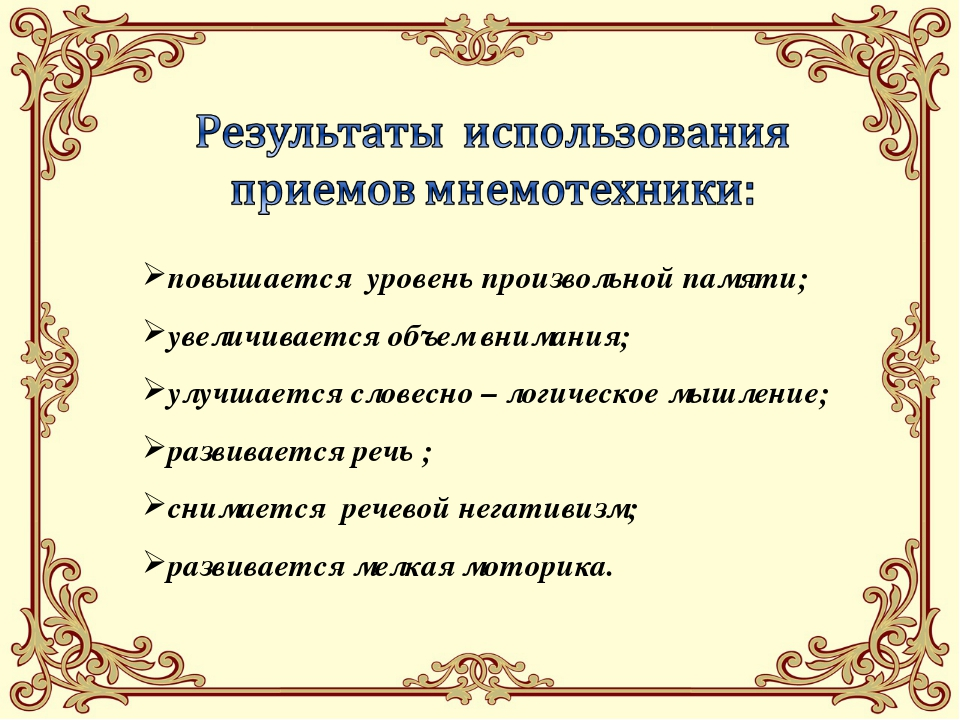 Результаты использования
приемов мнемотехники:
➢повышается уровень произвольной памяти;
➢увеличивается объем внимания;
➢улучшается словесно – логическое мышление;
➢развивается речь ;
➢снимается речевой негативизм;
➢развивается мелкая моторика.